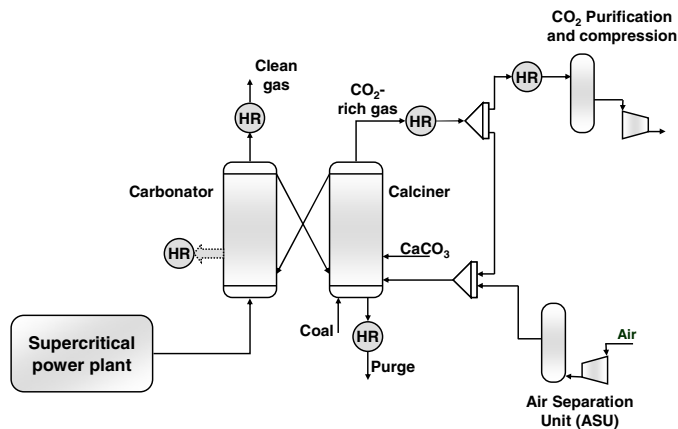 CO₂ Purification
and compression
Clean
gas
CO₂-
rich gas
HR
HR
HR
Carbonator
Calciner
HR
CaCO₃
Coal
HR
Purge
Supercritical
power plant
Air
Air Separation
Unit (ASU)